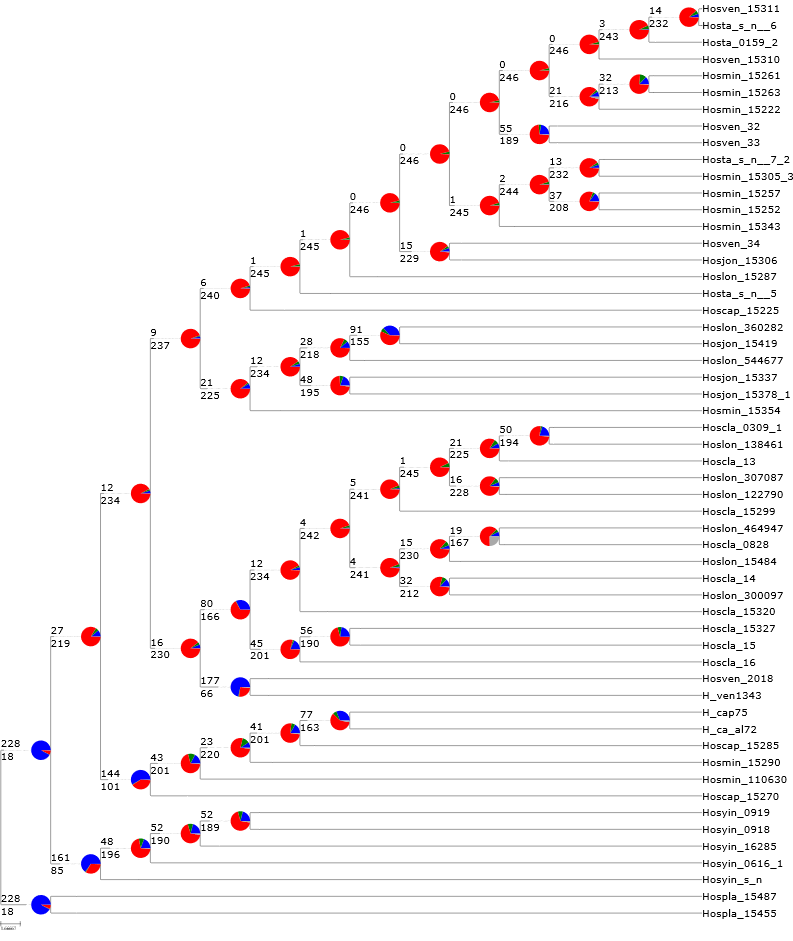 Hosven_15311
14
232
Hosta_s_n__6
3
243
Hosta_0159_2
0
246
Hosven_15310
0
246
32
213
Hosmin_15261
21
216
Hosmin_15263
Hosmin_15222
0
246
55
189
Hosven_32
Hosven_33
0
246
13
232
Hosta_s_n__7_2
2
244
Hosmin_15305_3
37
208
Hosmin_15257
0
246
1
245
Hosmin_15252
Hosmin_15343
1
245
15
229
Hosven_34
Hosjon_15306
1
245
Hoslon_15287
6
240
Hosta_s_n__5
Hoscap_15225
9
237
91
155
Hoslon_360282
28
218
Hosjon_15419
12
234
Hoslon_544677
21
225
48
195
Hosjon_15337
Hosjon_15378_1
Hosmin_15354
50
194
Hoscla_0309_1
21
225
Hoslon_138461
1
245
Hoscla_13
5
241
16
228
Hoslon_307087
12
234
Hoslon_122790
Hoscla_15299
4
242
19
167
Hoslon_464947
15
230
Hoscla_0828
4
241
Hoslon_15484
12
234
32
212
Hoscla_14
Hoslon_300097
80
166
Hoscla_15320
27
219
16
230
45
201
56
190
Hoscla_15327
Hoscla_15
Hoscla_16
177
66
Hosven_2018
H_ven1343
77
163
H_cap75
41
201
H_ca_al72
228
18
23
220
Hoscap_15285
43
201
Hosmin_15290
144
101
Hosmin_110630
Hoscap_15270
52
189
Hosyin_0919
52
190
Hosyin_0918
48
196
Hosyin_16285
161
85
Hosyin_0616_1
Hosyin_s_n
228
18
Hospla_15487
Hospla_15455